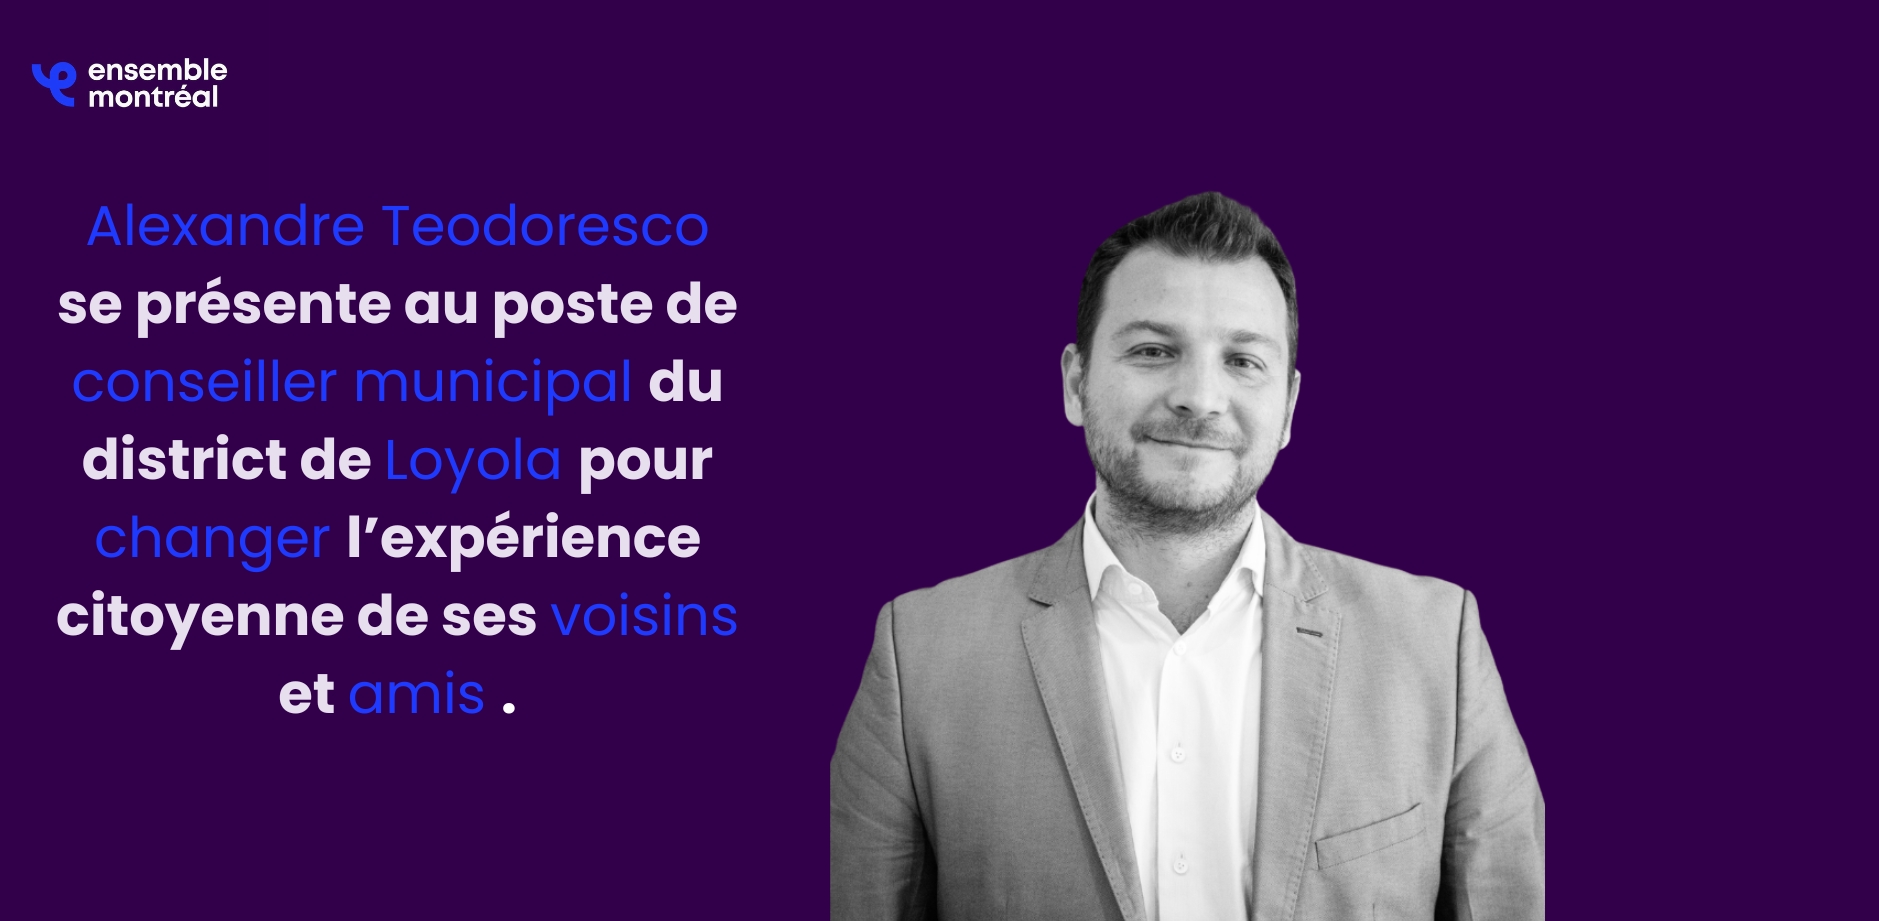 ensemble
montréal
Alexandre Teodoresco
se présente au poste de
conseiller municipal du
district de Loyola pour
changer l’expérience
citoyenne de ses voisins
et amis .